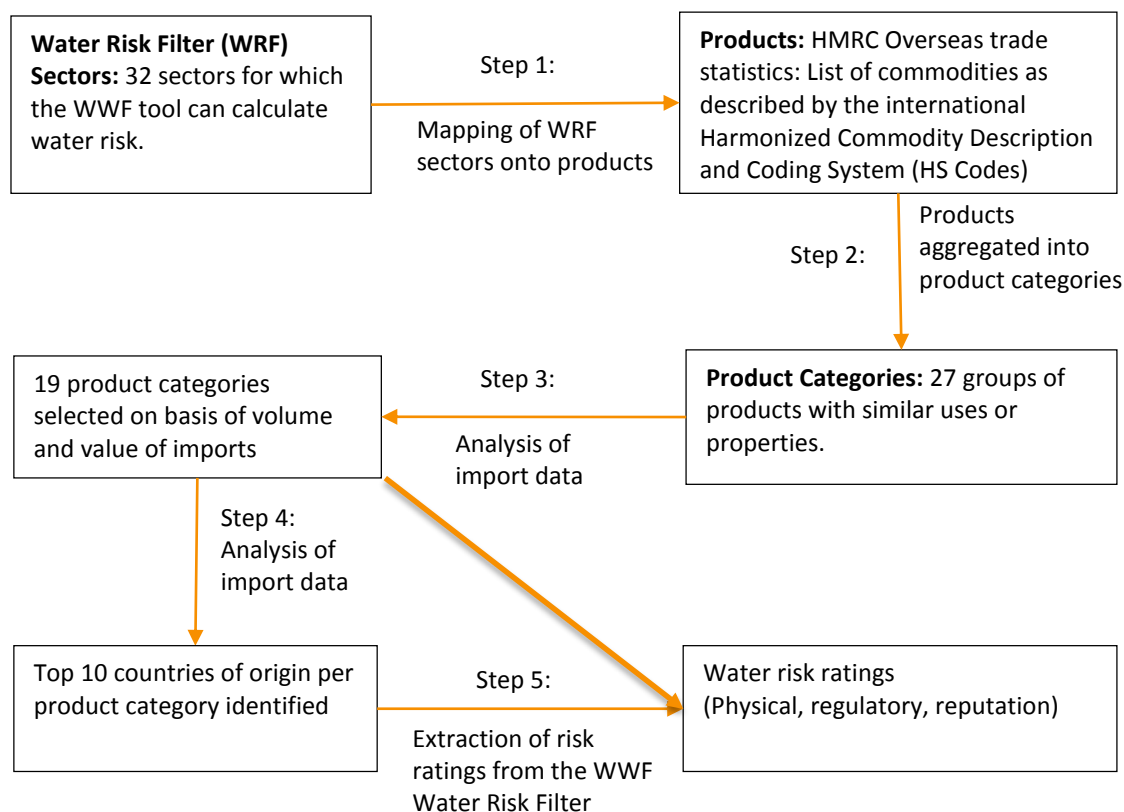 Water Risk Filter (WRF)
Sectors: 32 sectors for which
the WWF tool can calculate
water risk.
Step 1:
Mapping of WRF
sectors onto products
Products: HMRC Overseas trade
statistics: List of commodities as
described by the international
Harmonized Commodity Description
and Coding System (HS Codes)
Step 2:
Products
aggregated into
product categories
Product Categories: 27 groups of
products with similar uses or
properties.
Step 3:
Analysis of
import data
19 product categories
selected on basis of volume
and value of imports
Step 4:
Analysis of
import data
Top 10 countries of origin per
product category identified
Step 5:
Extraction of risk
ratings from the WWF
Water Risk Filter
Water risk ratings
(Physical, regulatory, reputation)